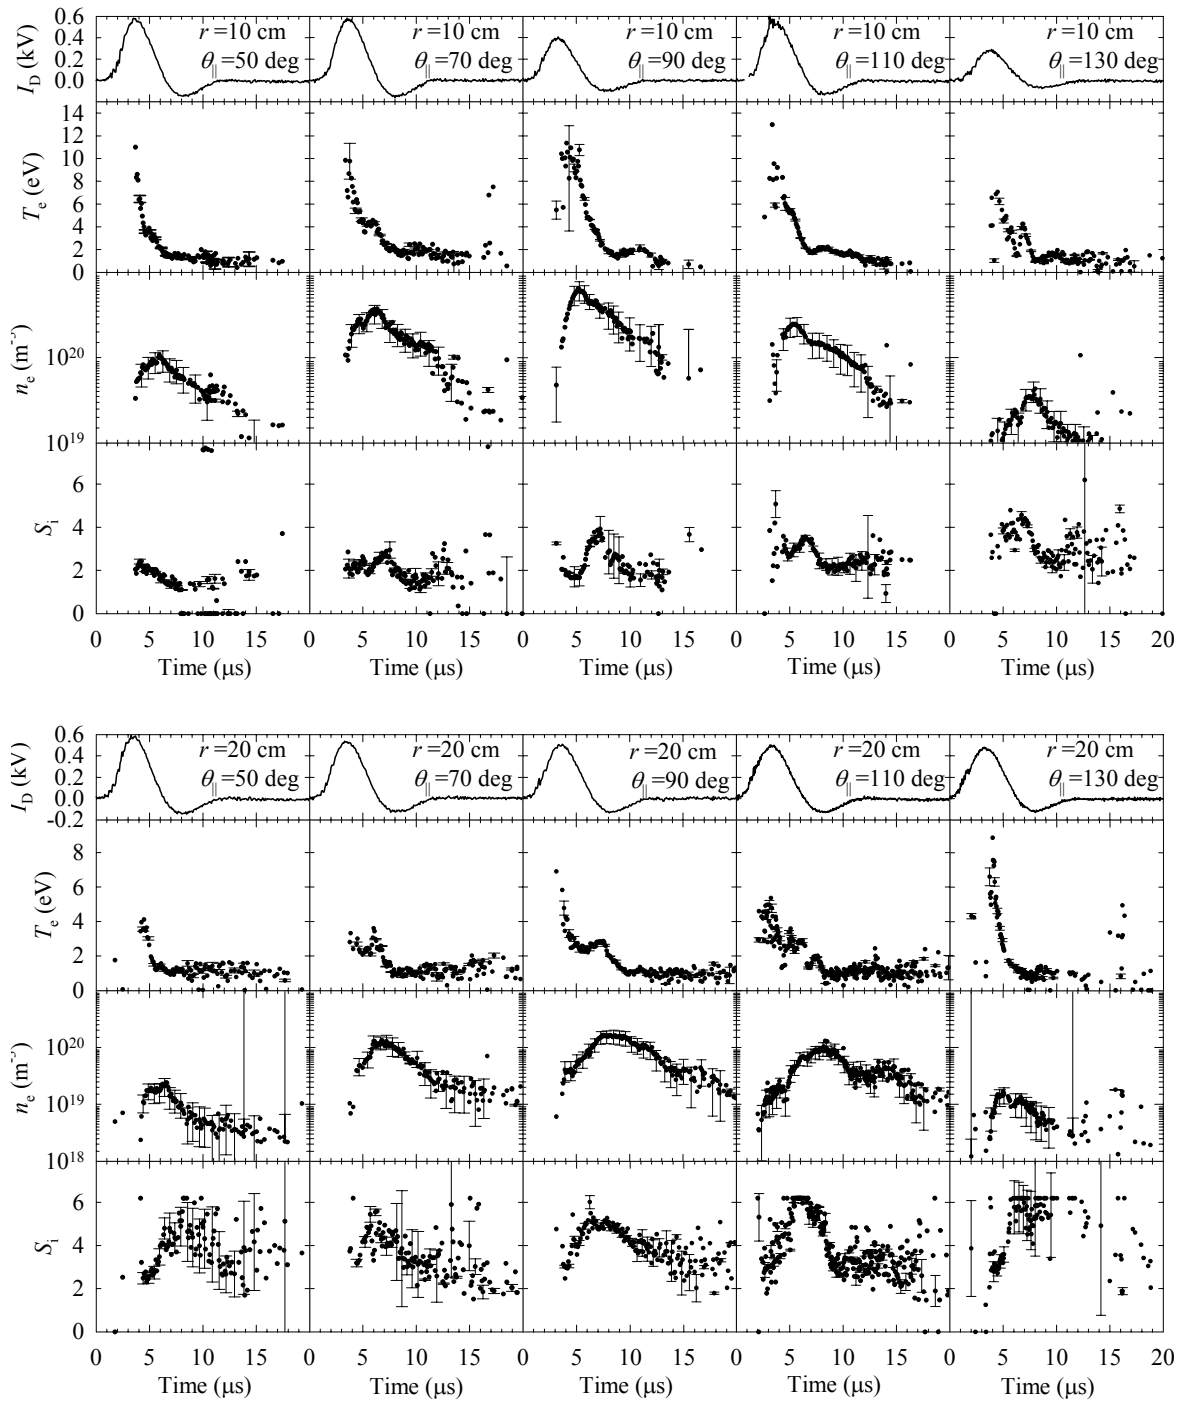 0.6
0.4
0.2
0.0
I_D (kV)
r =10 cm
θ_|| =50 deg
r =10 cm
θ_|| =70 deg
r =10 cm
θ_|| =90 deg
r =10 cm
θ_|| =110 deg
r =10 cm
θ_|| =130 deg
14
12
10
8
6
4
2
0
T_e (eV)
10^20
10^19
n_e (m^-3)
6
4
2
0
S_i
0 5 10 15 0 5 10 15 0 5 10 15 0 5 10 15 0 5 10 15 20
Time (μs) Time (μs) Time (μs) Time (μs) Time (μs)
0.6
0.4
0.2
0.0
-0.2
I_D (kV)
r =20 cm
θ_|| =50 deg
r =20 cm
θ_|| =70 deg
r =20 cm
θ_|| =90 deg
r =20 cm
θ_|| =110 deg
r =20 cm
θ_|| =130 deg
8
6
4
2
0
T_e (eV)
10^20
10^19
10^18
n_e (m^-3)
6
4
2
0
S_i
0 5 10 15 0 5 10 15 0 5 10 15 0 5 10 15 0 5 10 15 20
Time (μs) Time (μs) Time (μs) Time (μs) Time (μs)